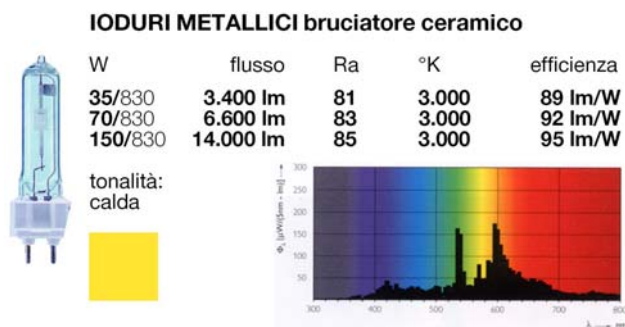 IODURI METALLICI bruciatore ceramico
W flusso Ra °K efficienza
35/830 3.400 lm 81 3.000 89 lm/W
70/830 6.600 lm 83 3.000 92 lm/W
150/830 14.000 lm 85 3.000 95 lm/W
tonalità:
calda
300
250
200
150
100
50
300 400 500 600 700 800